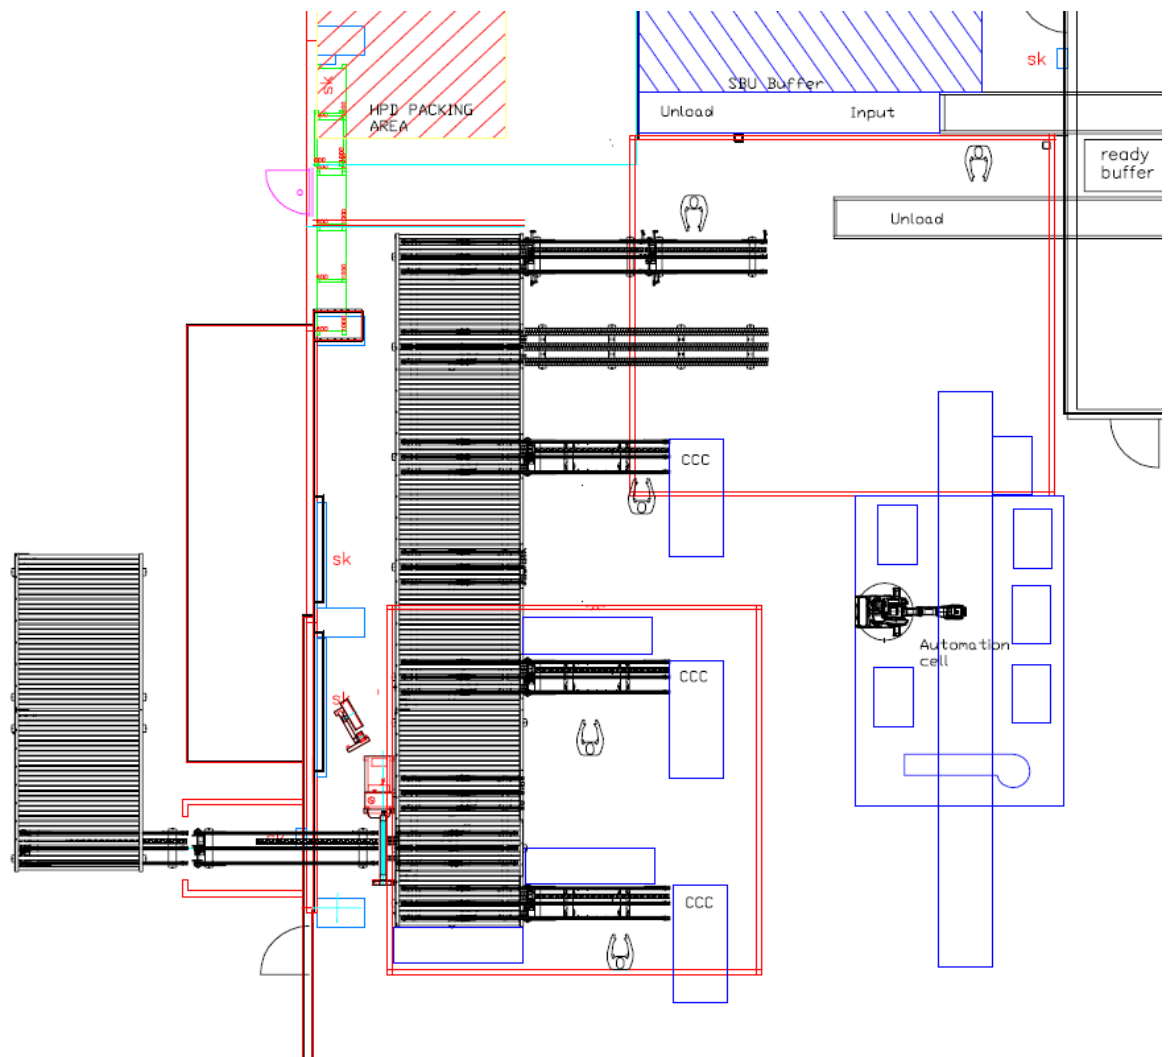 sk
HPD PACKING
AREA
SBU Buffer
Unload
Input
sk
ready
buffer
Unload
CCC
sk
Automation
cell
CCC
sk
sk
CCC